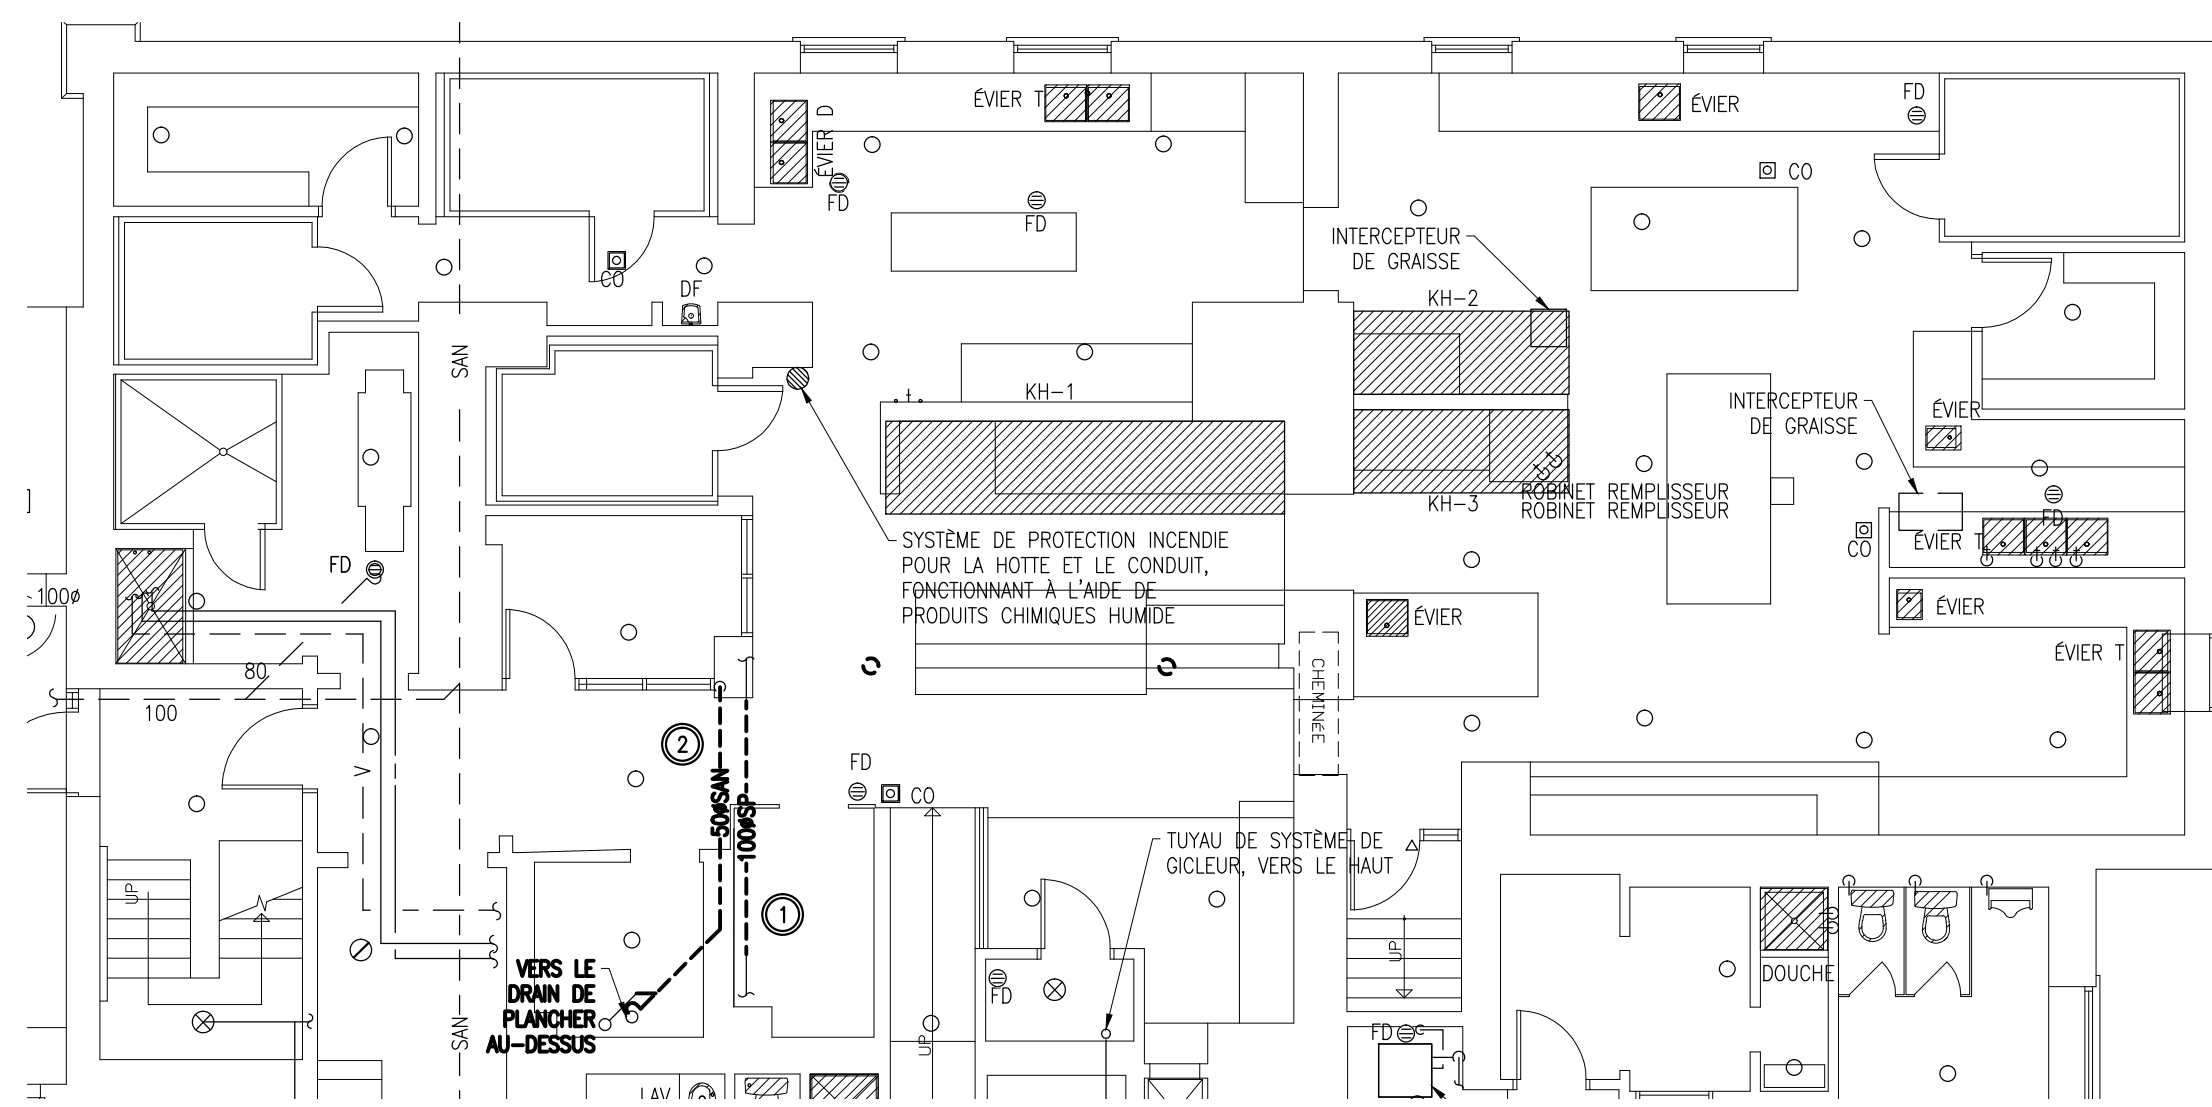 ÉVIER T
ÉVIER D
FD
FD
ÉVIER
FD
CO
INTERCEPTEUR
DE GRAISSE
CO
DF
KH-2
SAN
KH-1
INTERCEPTEUR
DE GRAISSE
ÉVIER
KH-3
ROBINET REMPLISSEUR
ROBINET REMPLISSEUR
FD
CO
ÉVIER T
SYSTÈME DE PROTECTION INCENDIE
POUR LA HOTTE ET LE CONDUIT,
FONCTIONNANT À L'AIDE DE
PRODUITS CHIMIQUES HUMIDE
FD
100ø
ÉVIER
ÉVIER
ÉVIER T
80
100
CHEMINÉE
V
2
50øSAN
100øSP
FD
CO
TUYAU DE SYSTÈME DE
GICLEUR, VERS LE HAUT
UP
1
UP
VERS LE
DRAIN DE
PLANCHER
AU-DESSUS
FD
DOUCHE
SAN
UP
FD
LAV